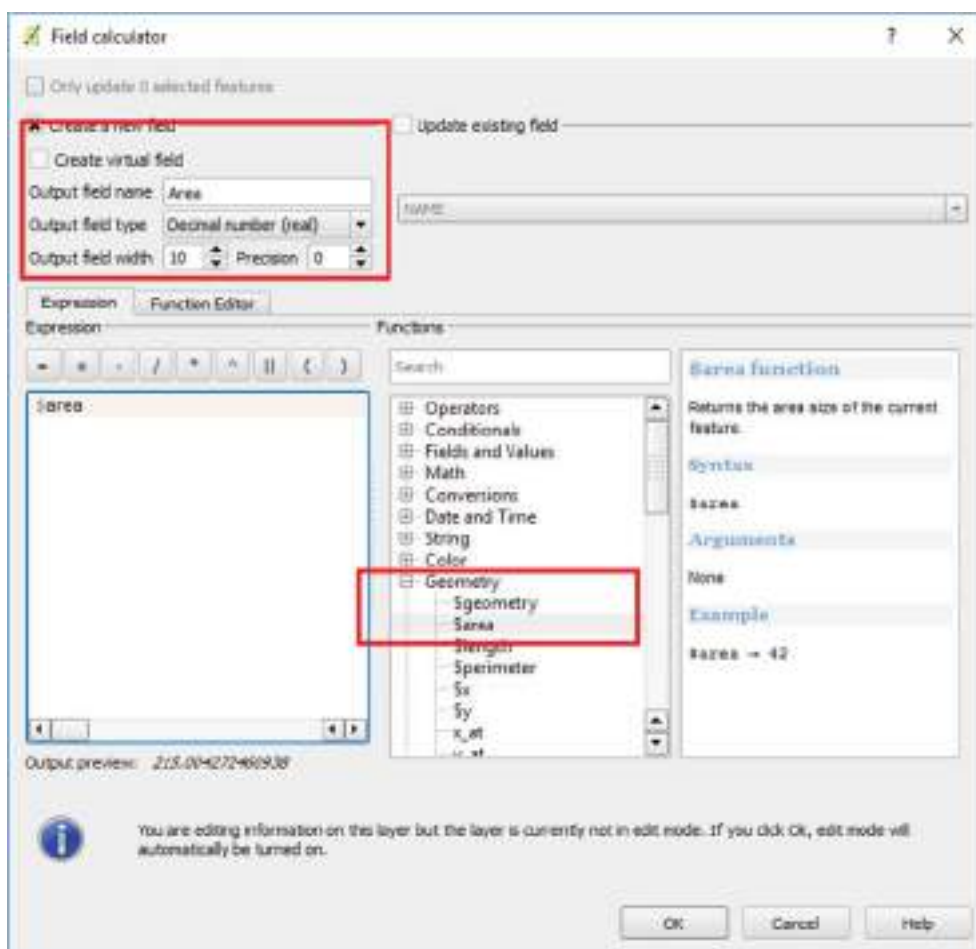 Field calculator ? X
Only update 0 selected features
Create a new field
Update existing field
Create virtual field
Output field name Area
NAME
Output field type Decimal number (real)
Output field width 10 Precision 0
Expression Function Editor
Expression
Functions
= + - / * ^ || ( )
Search
$area
Operators
Conditionals
Fields and Values
Math
Conversions
Date and Time
String
Color
Geometry
$geometry
$area
$length
$perimeter
$x
$y
x_at
y_at
$area function
Returns the area size of the current
feature.
Syntax
$area
Arguments
None
Example
$area → 42
Output preview:
You are editing information on this layer but the layer is currently not in edit mode. If you click Ok, edit mode will
automatically be turned on.
OK Cancel Help